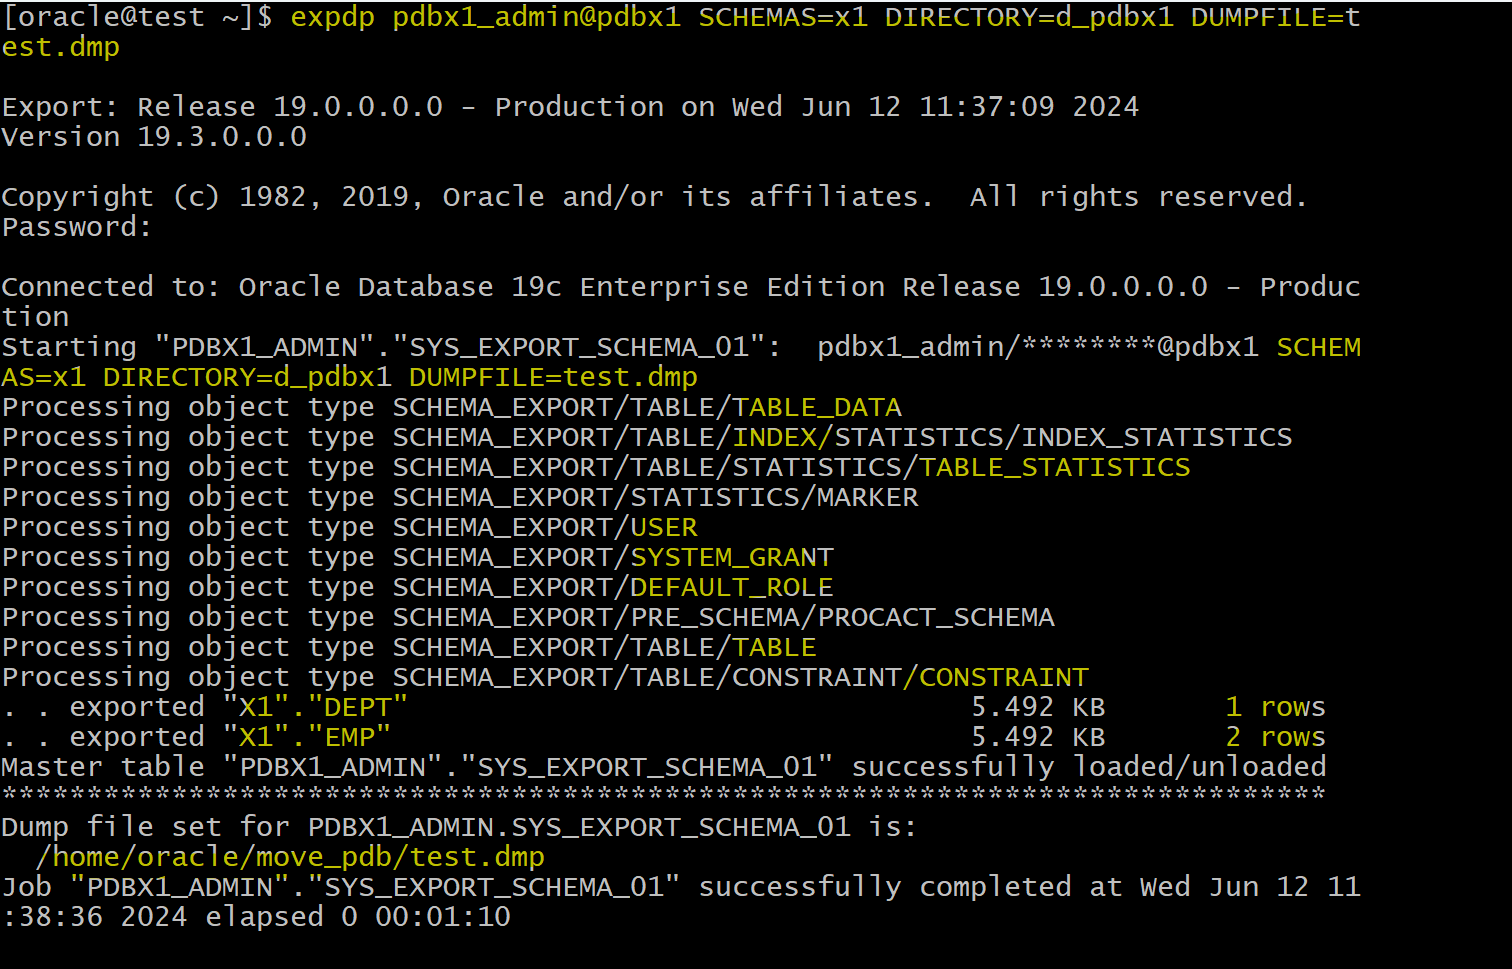 [oracle@test ~]$ expdp pdbx1_admin@pdbx1 SCHEMAS=x1 DIRECTORY=d_pdbx1 DUMPFILE=t
est.dmp
Export: Release 19.0.0.0.0 - Production on Wed Jun 12 11:37:09 2024
Version 19.3.0.0.0
Copyright (c) 1982, 2019, Oracle and/or its affiliates.  All rights reserved.
Password:
Connected to: Oracle Database 19c Enterprise Edition Release 19.0.0.0.0 - Produc
tion
Starting "PDBX1_ADMIN"."SYS_EXPORT_SCHEMA_01":  pdbx1_admin/********@pdbx1 SCHEM
AS=x1 DIRECTORY=d_pdbx1 DUMPFILE=test.dmp
Processing object type SCHEMA_EXPORT/TABLE/TABLE_DATA
Processing object type SCHEMA_EXPORT/TABLE/INDEX/STATISTICS/INDEX_STATISTICS
Processing object type SCHEMA_EXPORT/TABLE/STATISTICS/TABLE_STATISTICS
Processing object type SCHEMA_EXPORT/STATISTICS/MARKER
Processing object type SCHEMA_EXPORT/USER
Processing object type SCHEMA_EXPORT/SYSTEM_GRANT
Processing object type SCHEMA_EXPORT/DEFAULT_ROLE
Processing object type SCHEMA_EXPORT/PRE_SCHEMA/PROCACT_SCHEMA
Processing object type SCHEMA_EXPORT/TABLE/TABLE
Processing object type SCHEMA_EXPORT/TABLE/CONSTRAINT/CONSTRAINT
. . exported "X1"."DEPT"                                 5.492 KB       1 rows
. . exported "X1"."EMP"                                  5.492 KB       2 rows
Master table "PDBX1_ADMIN"."SYS_EXPORT_SCHEMA_01" successfully loaded/unloaded
******************************************************************************
Dump file set for PDBX1_ADMIN.SYS_EXPORT_SCHEMA_01 is:
  /home/oracle/move_pdb/test.dmp
Job "PDBX1_ADMIN"."SYS_EXPORT_SCHEMA_01" successfully completed at Wed Jun 12 11
:38:36 2024 elapsed 0 00:01:10